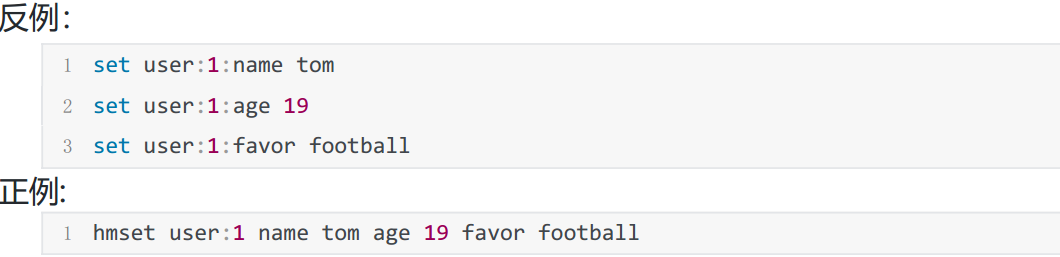 反例：
1 set user:1:name tom
2 set user:1:age 19
3 set user:1:favor football
正例:
1 hmset user:1 name tom age 19 favor football